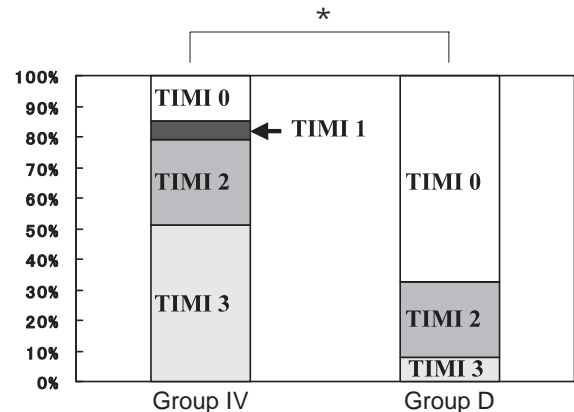 *
100%
90%
80%
70%
60%
50%
40%
30%
20%
10%
0%
TIMI 0
TIMI 1
TIMI 2
TIMI 3
TIMI 0
TIMI 2
TIMI 3
Group IV
Group D